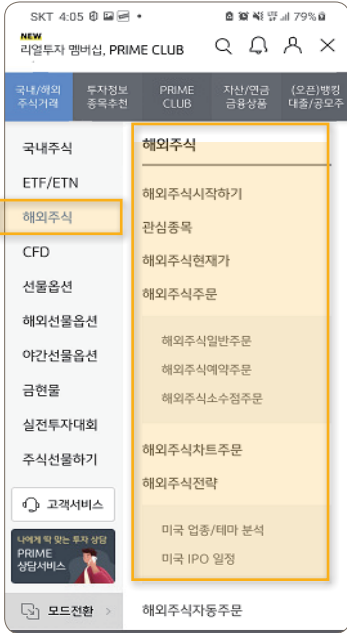 SKT 4:05
79%
NEW
리얼투자 멤버십, PRIME CLUB
국내/해외
주식거래
투자정보
종목추천
PRIME
CLUB
자산/연금
금융상품
(오픈)뱅킹
대출/공모주
국내주식
ETF/ETN
해외주식
CFD
선물옵션
해외선물옵션
야간선물옵션
금현물
실전투자대회
주식선물하기
고객서비스
나에게 딱 맞는 투자 상담
PRIME
상담서비스
모드전환 >
해외주식
해외주식시작하기
관심종목
해외주식현재가
해외주식주문
해외주식일반주문
해외주식예약주문
해외주식소수점주문
해외주식차트주문
해외주식전략
미국 업종/테마 분석
미국 IPO 일정
해외주식자동주문